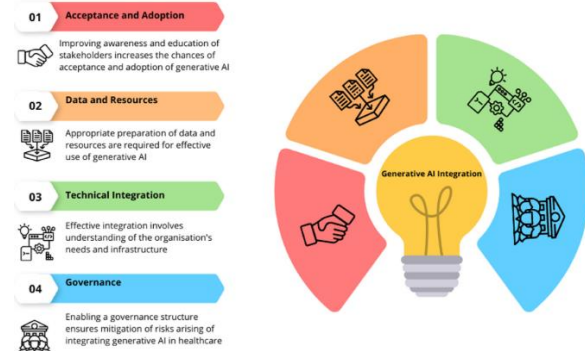 01 Acceptance and Adoption
Improving awareness and education of
stakeholders increases the chances of
acceptance and adoption of generative AI
02 Data and Resources
Appropriate preparation of data and
resources are required for effective
use of generative AI
03 Technical Integration
Effective integration involves
understanding of the organisation's
needs and infrastructure
04 Governance
Enabling a governance structure
ensures mitigation of risks arising of
integrating generative AI in healthcare
Generative AI Integration